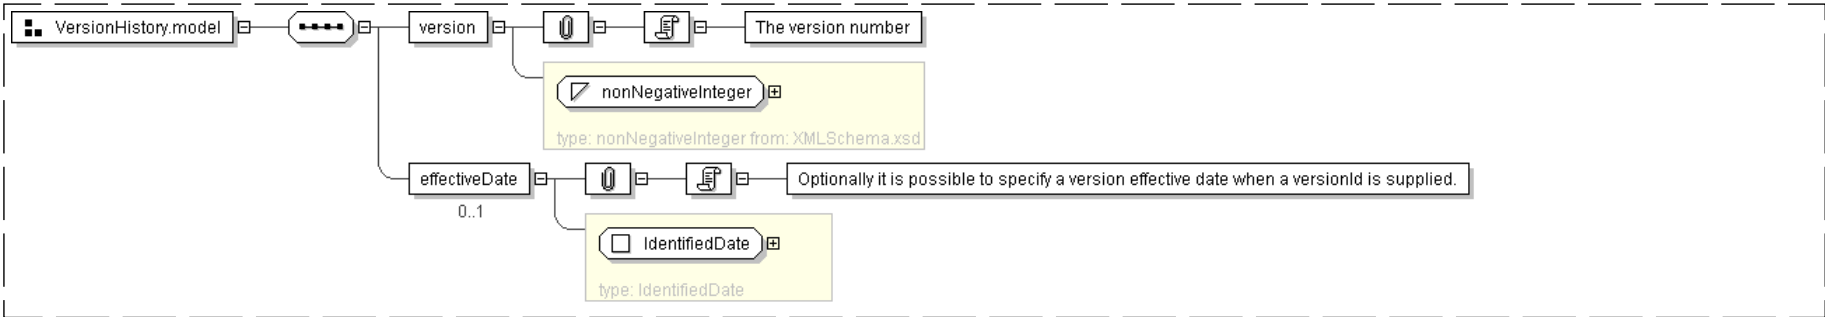 VersionHistory.model
version
The version number
nonNegativeInteger
type: nonNegativeInteger from: XMLSchema.xsd
effectiveDate
Optionally it is possible to specify a version effective date when a versionId is supplied.
0..1
IdentifiedDate
type: IdentifiedDate